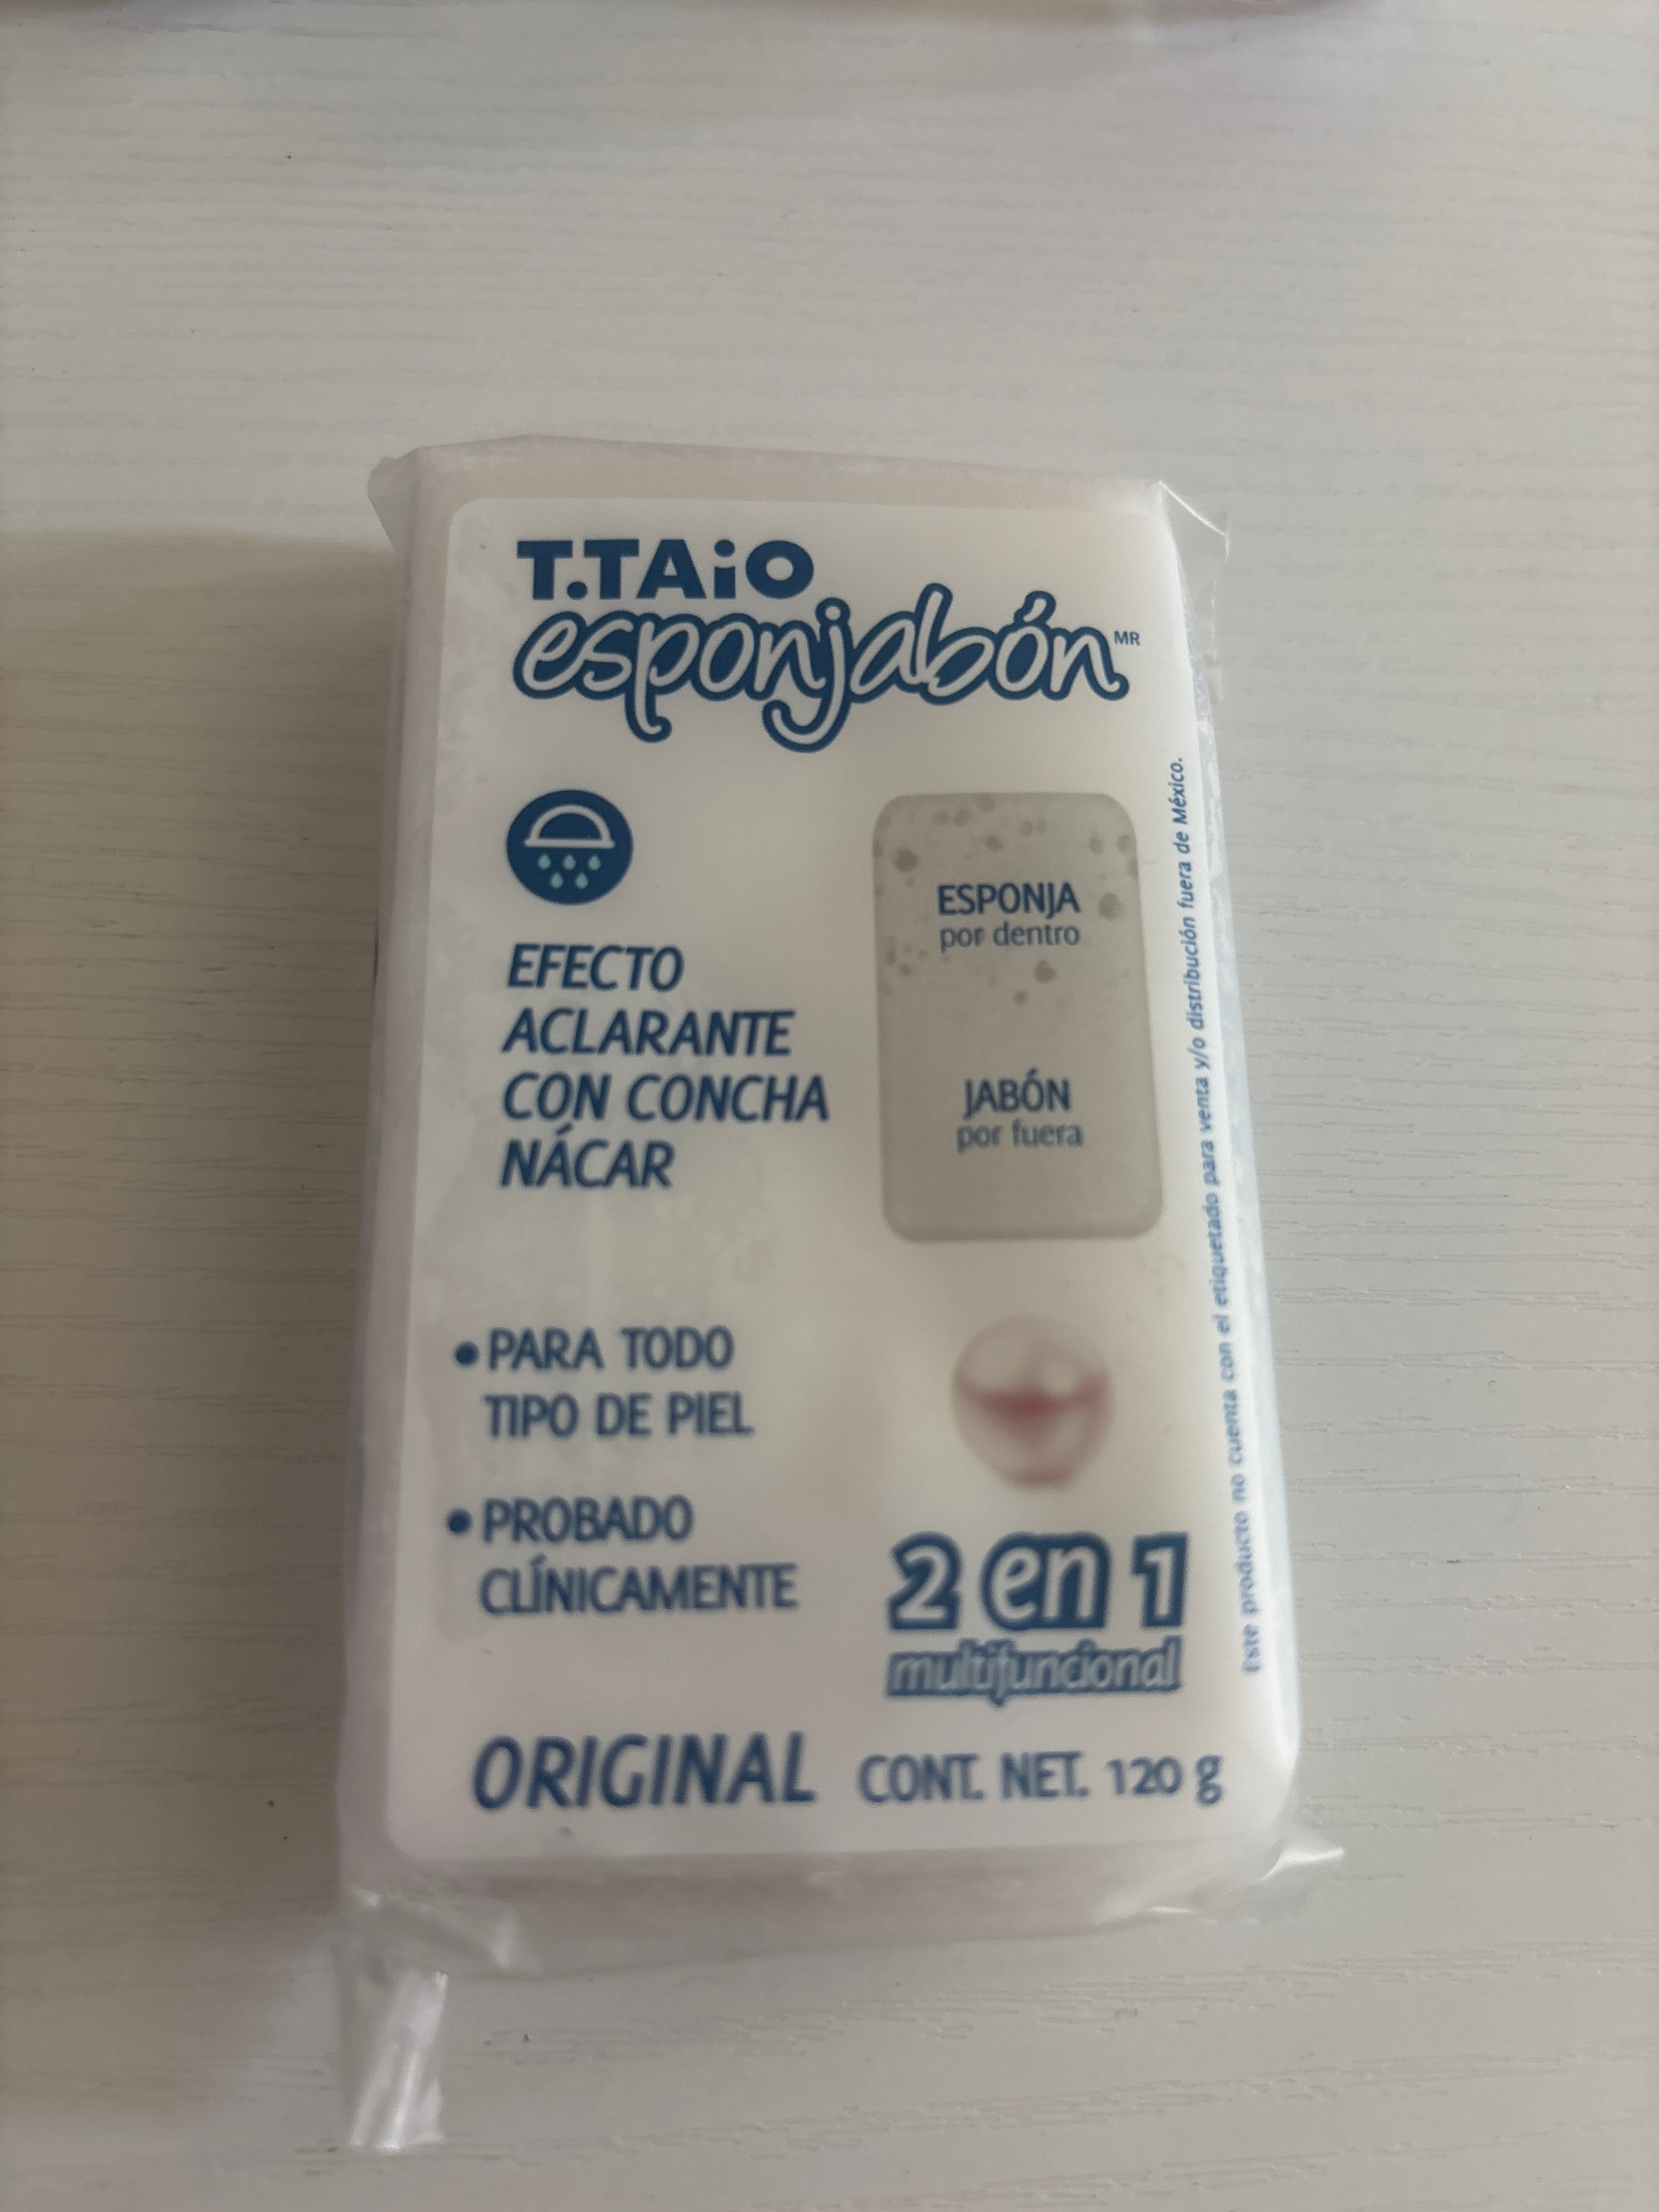 T.TAiO
esponjabón MR
EFECTO
ACLARANTE
CON CONCHA
NÁCAR
ESPONJA
por dentro
JABÓN
por fuera
• PARA TODO
TIPO DE PIEL
• PROBADO
CLÍNICAMENTE
2 en 1
multifuncional
ORIGINAL CONT. NET. 120 g
Este producto no cuenta con el etiquetado para venta y/o distribución fuera de México.